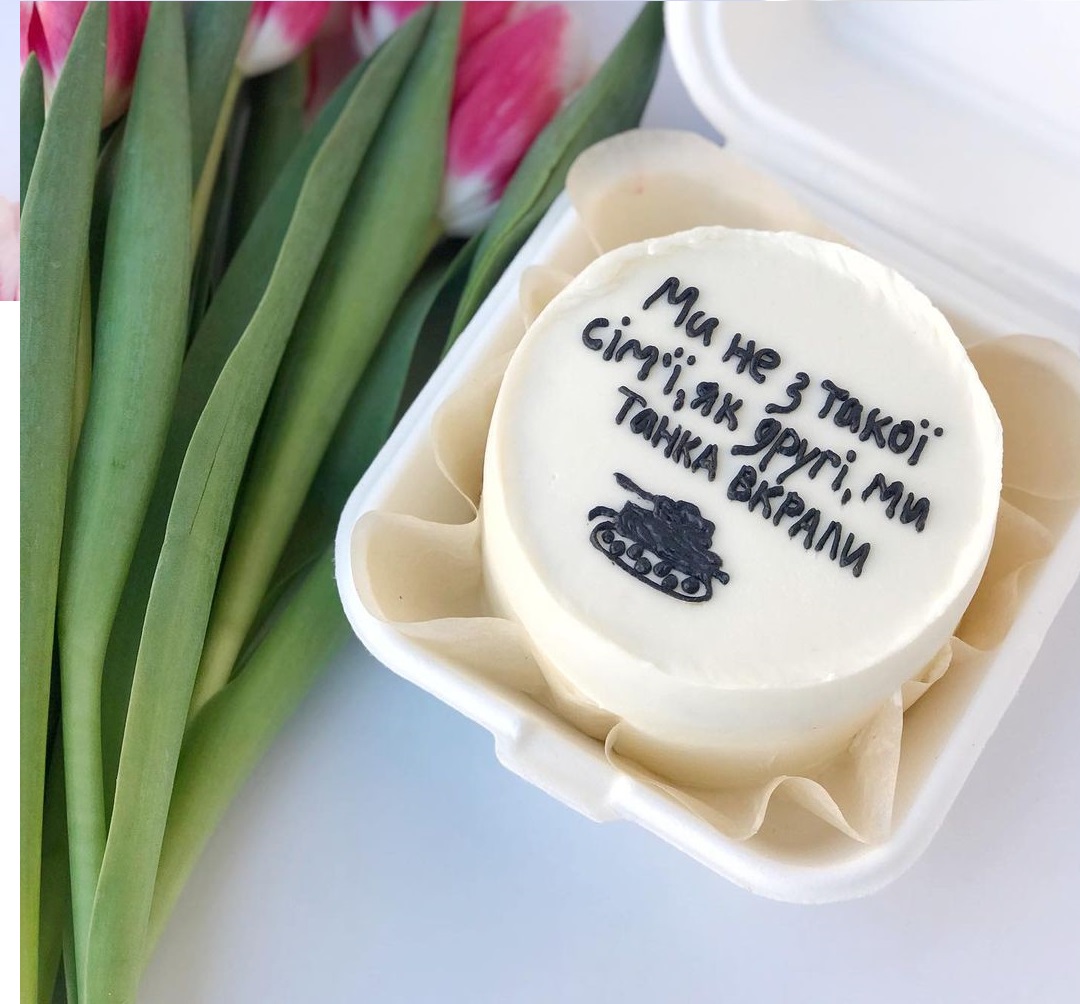 Ми не з такої
сім'ї, як другі, ми
танка вкрали